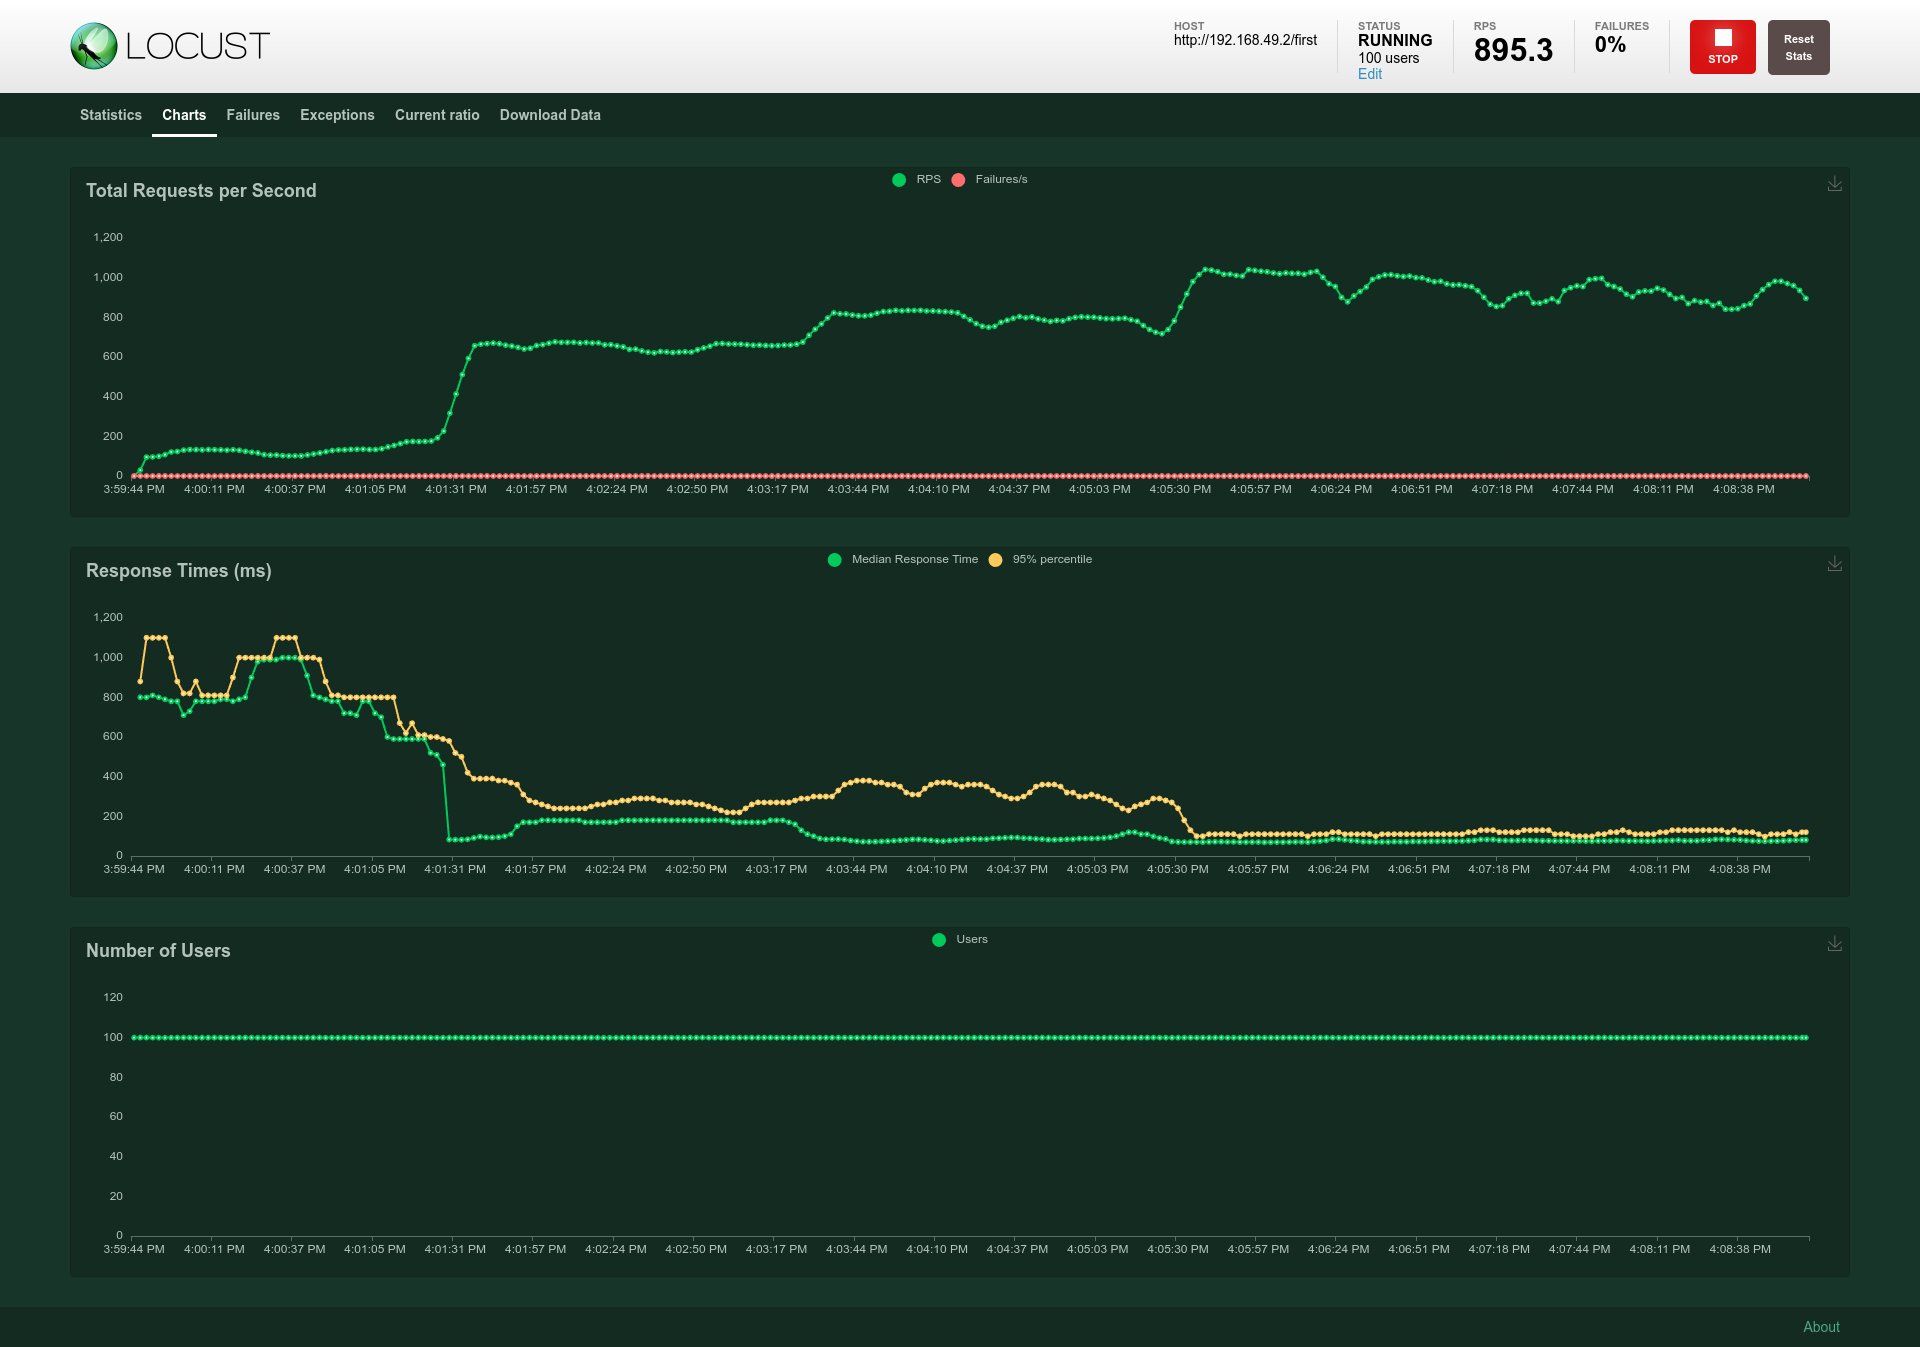 LOCUST
HOST
http://192.168.49.2/first
STATUS
RUNNING
100 users
Edit
RPS
895.3
FAILURES
0%
STOP
Reset
Stats
Statistics Charts Failures Exceptions Current ratio Download Data
Total Requests per Second
RPS Failures/s
1,200
1,000
800
600
400
200
0
3:59:44 PM 4:00:11 PM 4:00:37 PM 4:01:05 PM 4:01:31 PM 4:01:57 PM 4:02:24 PM 4:02:50 PM 4:03:17 PM 4:03:44 PM 4:04:10 PM 4:04:37 PM 4:05:03 PM 4:05:30 PM 4:05:57 PM 4:06:24 PM 4:06:51 PM 4:07:18 PM 4:07:44 PM 4:08:11 PM 4:08:38 PM
Response Times (ms)
Median Response Time 95% percentile
1,200
1,000
800
600
400
200
0
3:59:44 PM 4:00:11 PM 4:00:37 PM 4:01:05 PM 4:01:31 PM 4:01:57 PM 4:02:24 PM 4:02:50 PM 4:03:17 PM 4:03:44 PM 4:04:10 PM 4:04:37 PM 4:05:03 PM 4:05:30 PM 4:05:57 PM 4:06:24 PM 4:06:51 PM 4:07:18 PM 4:07:44 PM 4:08:11 PM 4:08:38 PM
Number of Users
Users
120
100
80
60
40
20
0
3:59:44 PM 4:00:11 PM 4:00:37 PM 4:01:05 PM 4:01:31 PM 4:01:57 PM 4:02:24 PM 4:02:50 PM 4:03:17 PM 4:03:44 PM 4:04:10 PM 4:04:37 PM 4:05:03 PM 4:05:30 PM 4:05:57 PM 4:06:24 PM 4:06:51 PM 4:07:18 PM 4:07:44 PM 4:08:11 PM 4:08:38 PM
About